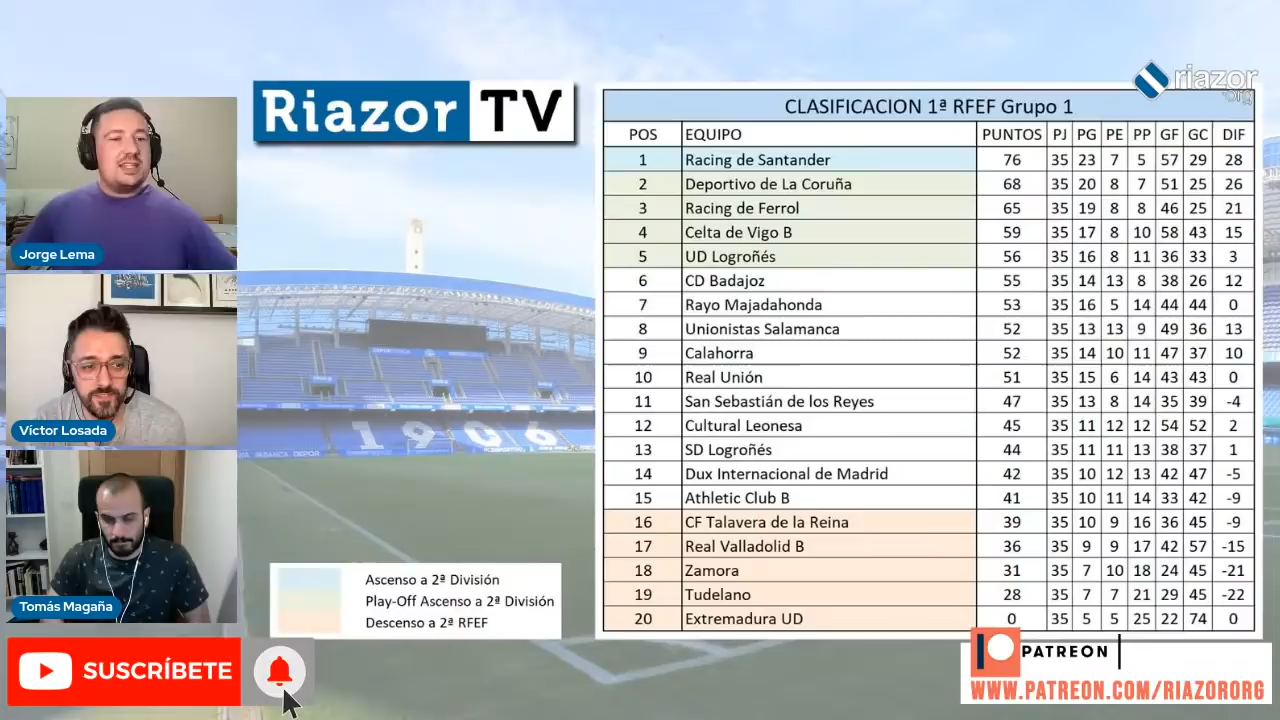 riazor
.org
Riazor TV
CLASIFICACION 1ª RFEF Grupo 1
POS EQUIPO PUNTOS PJ PG PE PP GF GC DIF
1 Racing de Santander 76 35 23 7 5 57 29 28
2 Deportivo de La Coruña 68 35 20 8 7 51 25 26
3 Racing de Ferrol 65 35 19 8 8 46 25 21
4 Celta de Vigo B 59 35 17 8 10 58 43 15
5 UD Logroñés 56 35 16 8 11 36 33 3
6 CD Badajoz 55 35 14 13 8 38 26 12
7 Rayo Majadahonda 53 35 16 5 14 44 44 0
8 Unionistas Salamanca 52 35 13 13 9 49 36 13
9 Calahorra 52 35 14 10 11 47 37 10
10 Real Unión 51 35 15 6 14 43 43 0
11 San Sebastián de los Reyes 47 35 13 8 14 35 39 -4
12 Cultural Leonesa 45 35 11 12 12 54 52 2
13 SD Logroñés 44 35 11 11 13 38 37 1
14 Dux Internacional de Madrid 42 35 10 12 13 42 47 -5
15 Athletic Club B 41 35 10 11 14 33 42 -9
16 CF Talavera de la Reina 39 35 10 9 16 36 45 -9
17 Real Valladolid B 36 35 9 9 17 42 57 -15
18 Zamora 31 35 7 10 18 24 45 -21
19 Tudelano 28 35 7 7 21 29 45 -22
20 Extremadura UD 0 35 5 5 25 22 74 0
Jorge Lema
Víctor Losada
Tomás Magaña
1906
Ascenso a 2ª División
Play-Off Ascenso a 2ª División
Descenso a 2ª RFEF
SUSCRÍBETE
PATREON
WWW.PATREON.COM/RIAZORORG